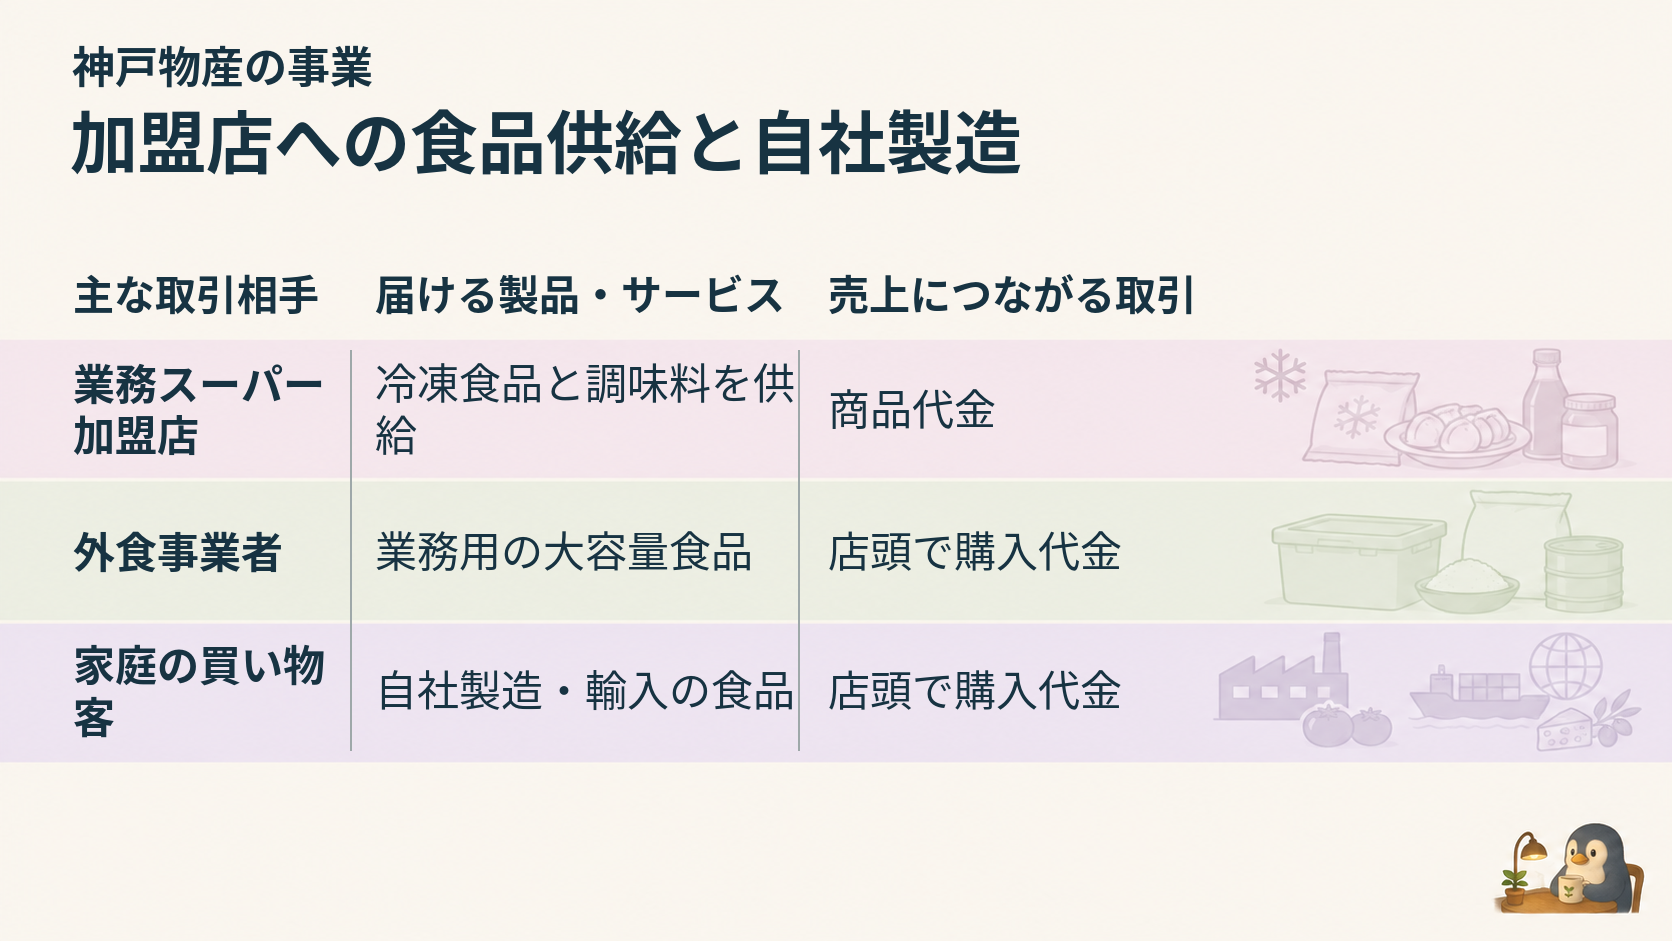 神戸物産の事業
加盟店への食品供給と自社製造
主な取引相手
届ける製品・サービス
売上につながる取引
業務スーパー
加盟店
冷凍食品と調味料を供
給
商品代金
外食事業者
業務用の大容量食品
店頭で購入代金
家庭の買い物
客
自社製造・輸入の食品
店頭で購入代金